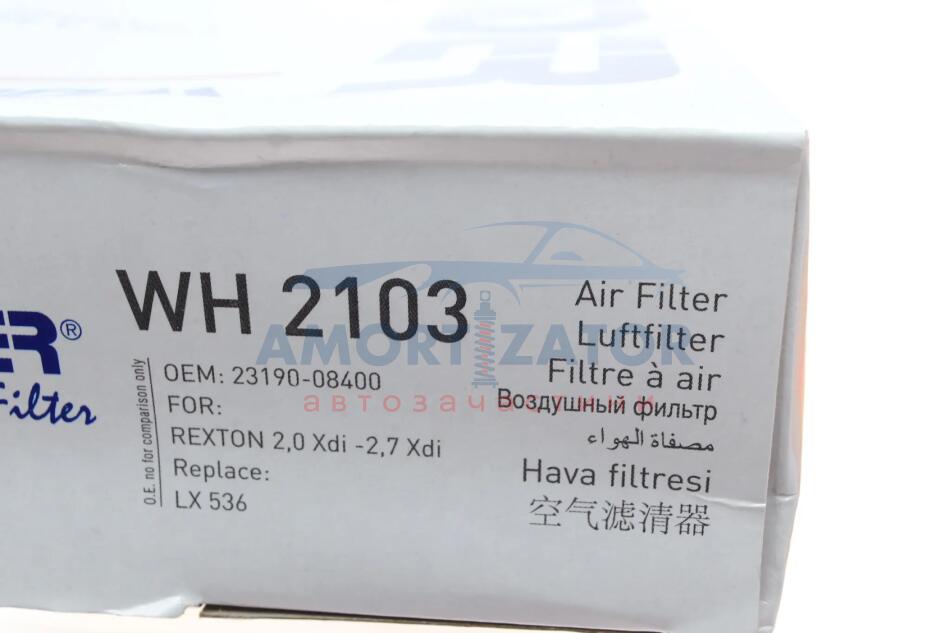 WH 2103
ER®
Filter
O.E. no for comparison only
OEM: 23190-08400
FOR:
REXTON 2,0 Xdi -2,7 Xdi
Replace:
LX 536
Air Filter
Luftfilter
Filtre à air
Воздушный фильтр
مصفاة الهواء
Hava filtresi
空气滤清器
AMORTIZATOR
автозачастини